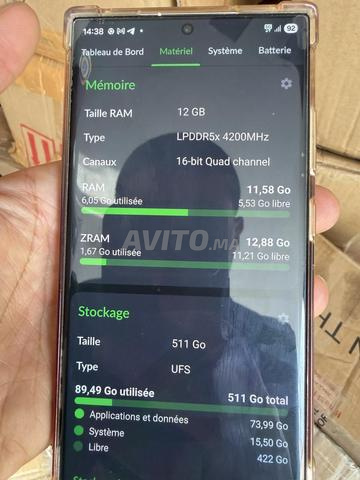 14:38 92
Tableau de Bord Matériel Système Batterie
Mémoire
Taille RAM 12 GB
Type LPDDR5x 4200MHz
Canaux 16-bit Quad channel
RAM 11,58 Go
6,05 Go utilisée 5,53 Go libre
AVITO.MA
ZRAM 12,88 Go
1,67 Go utilisée 11,21 Go libre
Stockage
Taille 511 Go
Type UFS
89,49 Go utilisée 511 Go total
Applications et données 73,99 Go
Système 15,50 Go
Libre 422 Go